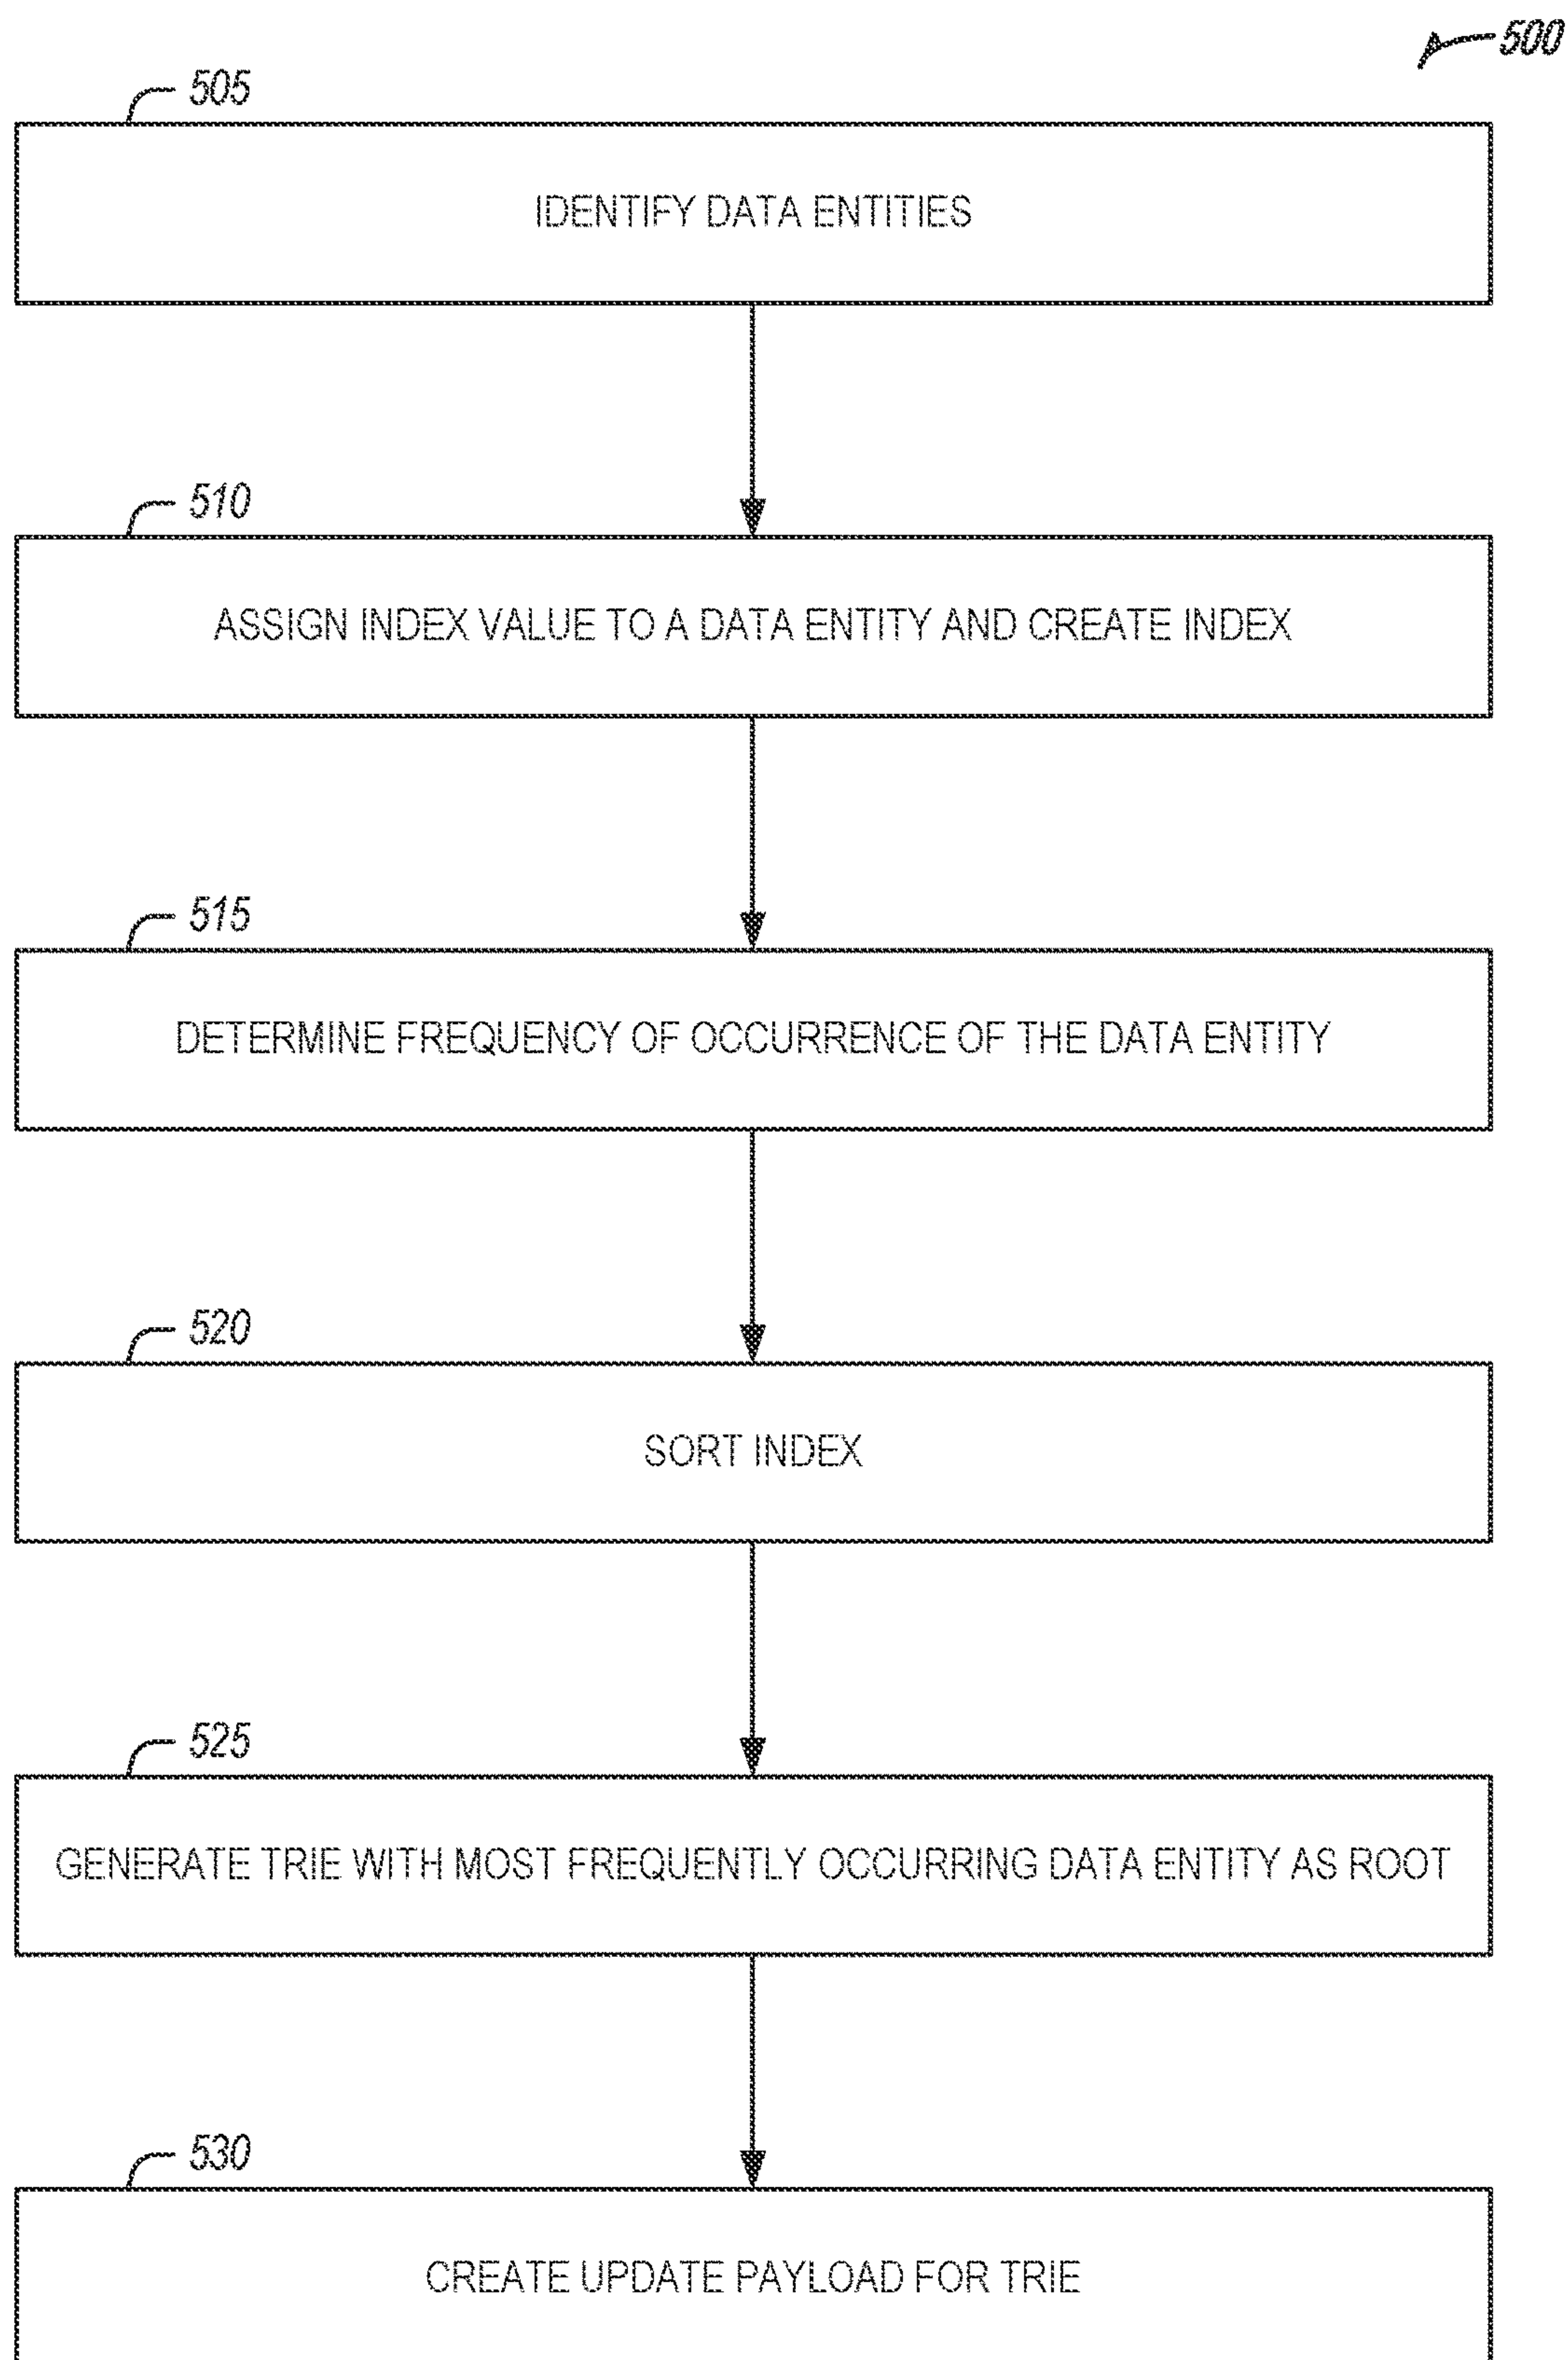 500
505
IDENTIFY DATA ENTITIES
510
ASSIGN INDEX VALUE TO A DATA ENTITY AND CREATE INDEX
515
DETERMINE FREQUENCY OF OCCURRENCE OF THE DATA ENTITY
520
SORT INDEX
525
GENERATE TRIE WITH MOST FREQUENTLY OCCURRING DATA ENTITY AS ROOT
530
CREATE UPDATE PAYLOAD FOR TRIE